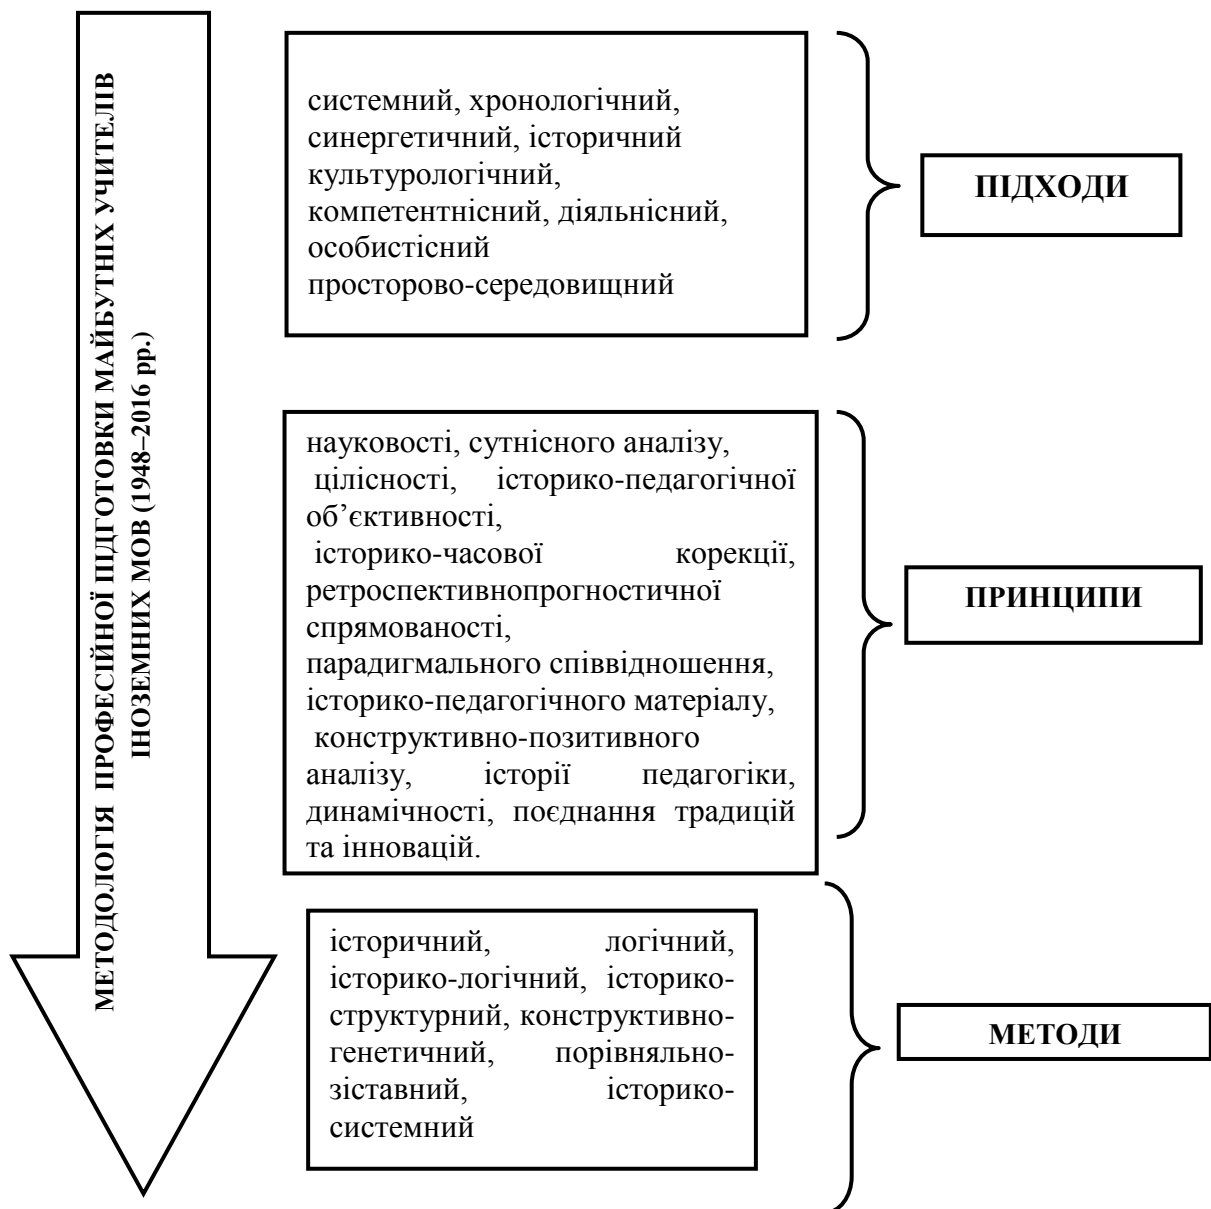 МЕТОДОЛОГІЯ ПРОФЕСІЙНОЇ ПІДГОТОВКИ МАЙБУТНІХ УЧИТЕЛІВ
ІНОЗЕМНИХ МОВ (1948–2016 рр.)
системний, хронологічний,
синергетичний, історичний
культурологічний,
компетентнісний, діяльнісний,
особистісний
просторово-середовищний
ПІДХОДИ
науковості, сутнісного аналізу,
цілісності, історико-педагогічної
об’єктивності,
історико-часової корекції,
ретроспективнопрогностичної
спрямованості,
парадигмального співвідношення,
історико-педагогічного матеріалу,
конструктивно-позитивного
аналізу, історії педагогіки,
динамічності, поєднання традицій
та інновацій.
ПРИНЦИПИ
історичний, логічний,
історико-логічний, історико-
структурний, конструктивно-
генетичний, порівняльно-
зіставний, історико-
системний
МЕТОДИ